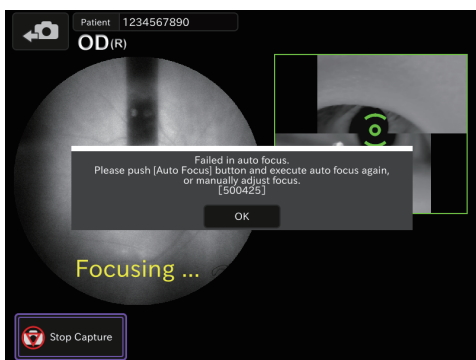 Patient 1234567890
OD(R)
Failed in auto focus.
Please push [Auto Focus] button and execute auto focus again,
or manually adjust focus.
[500425]
OK
Focusing ...
Stop Capture